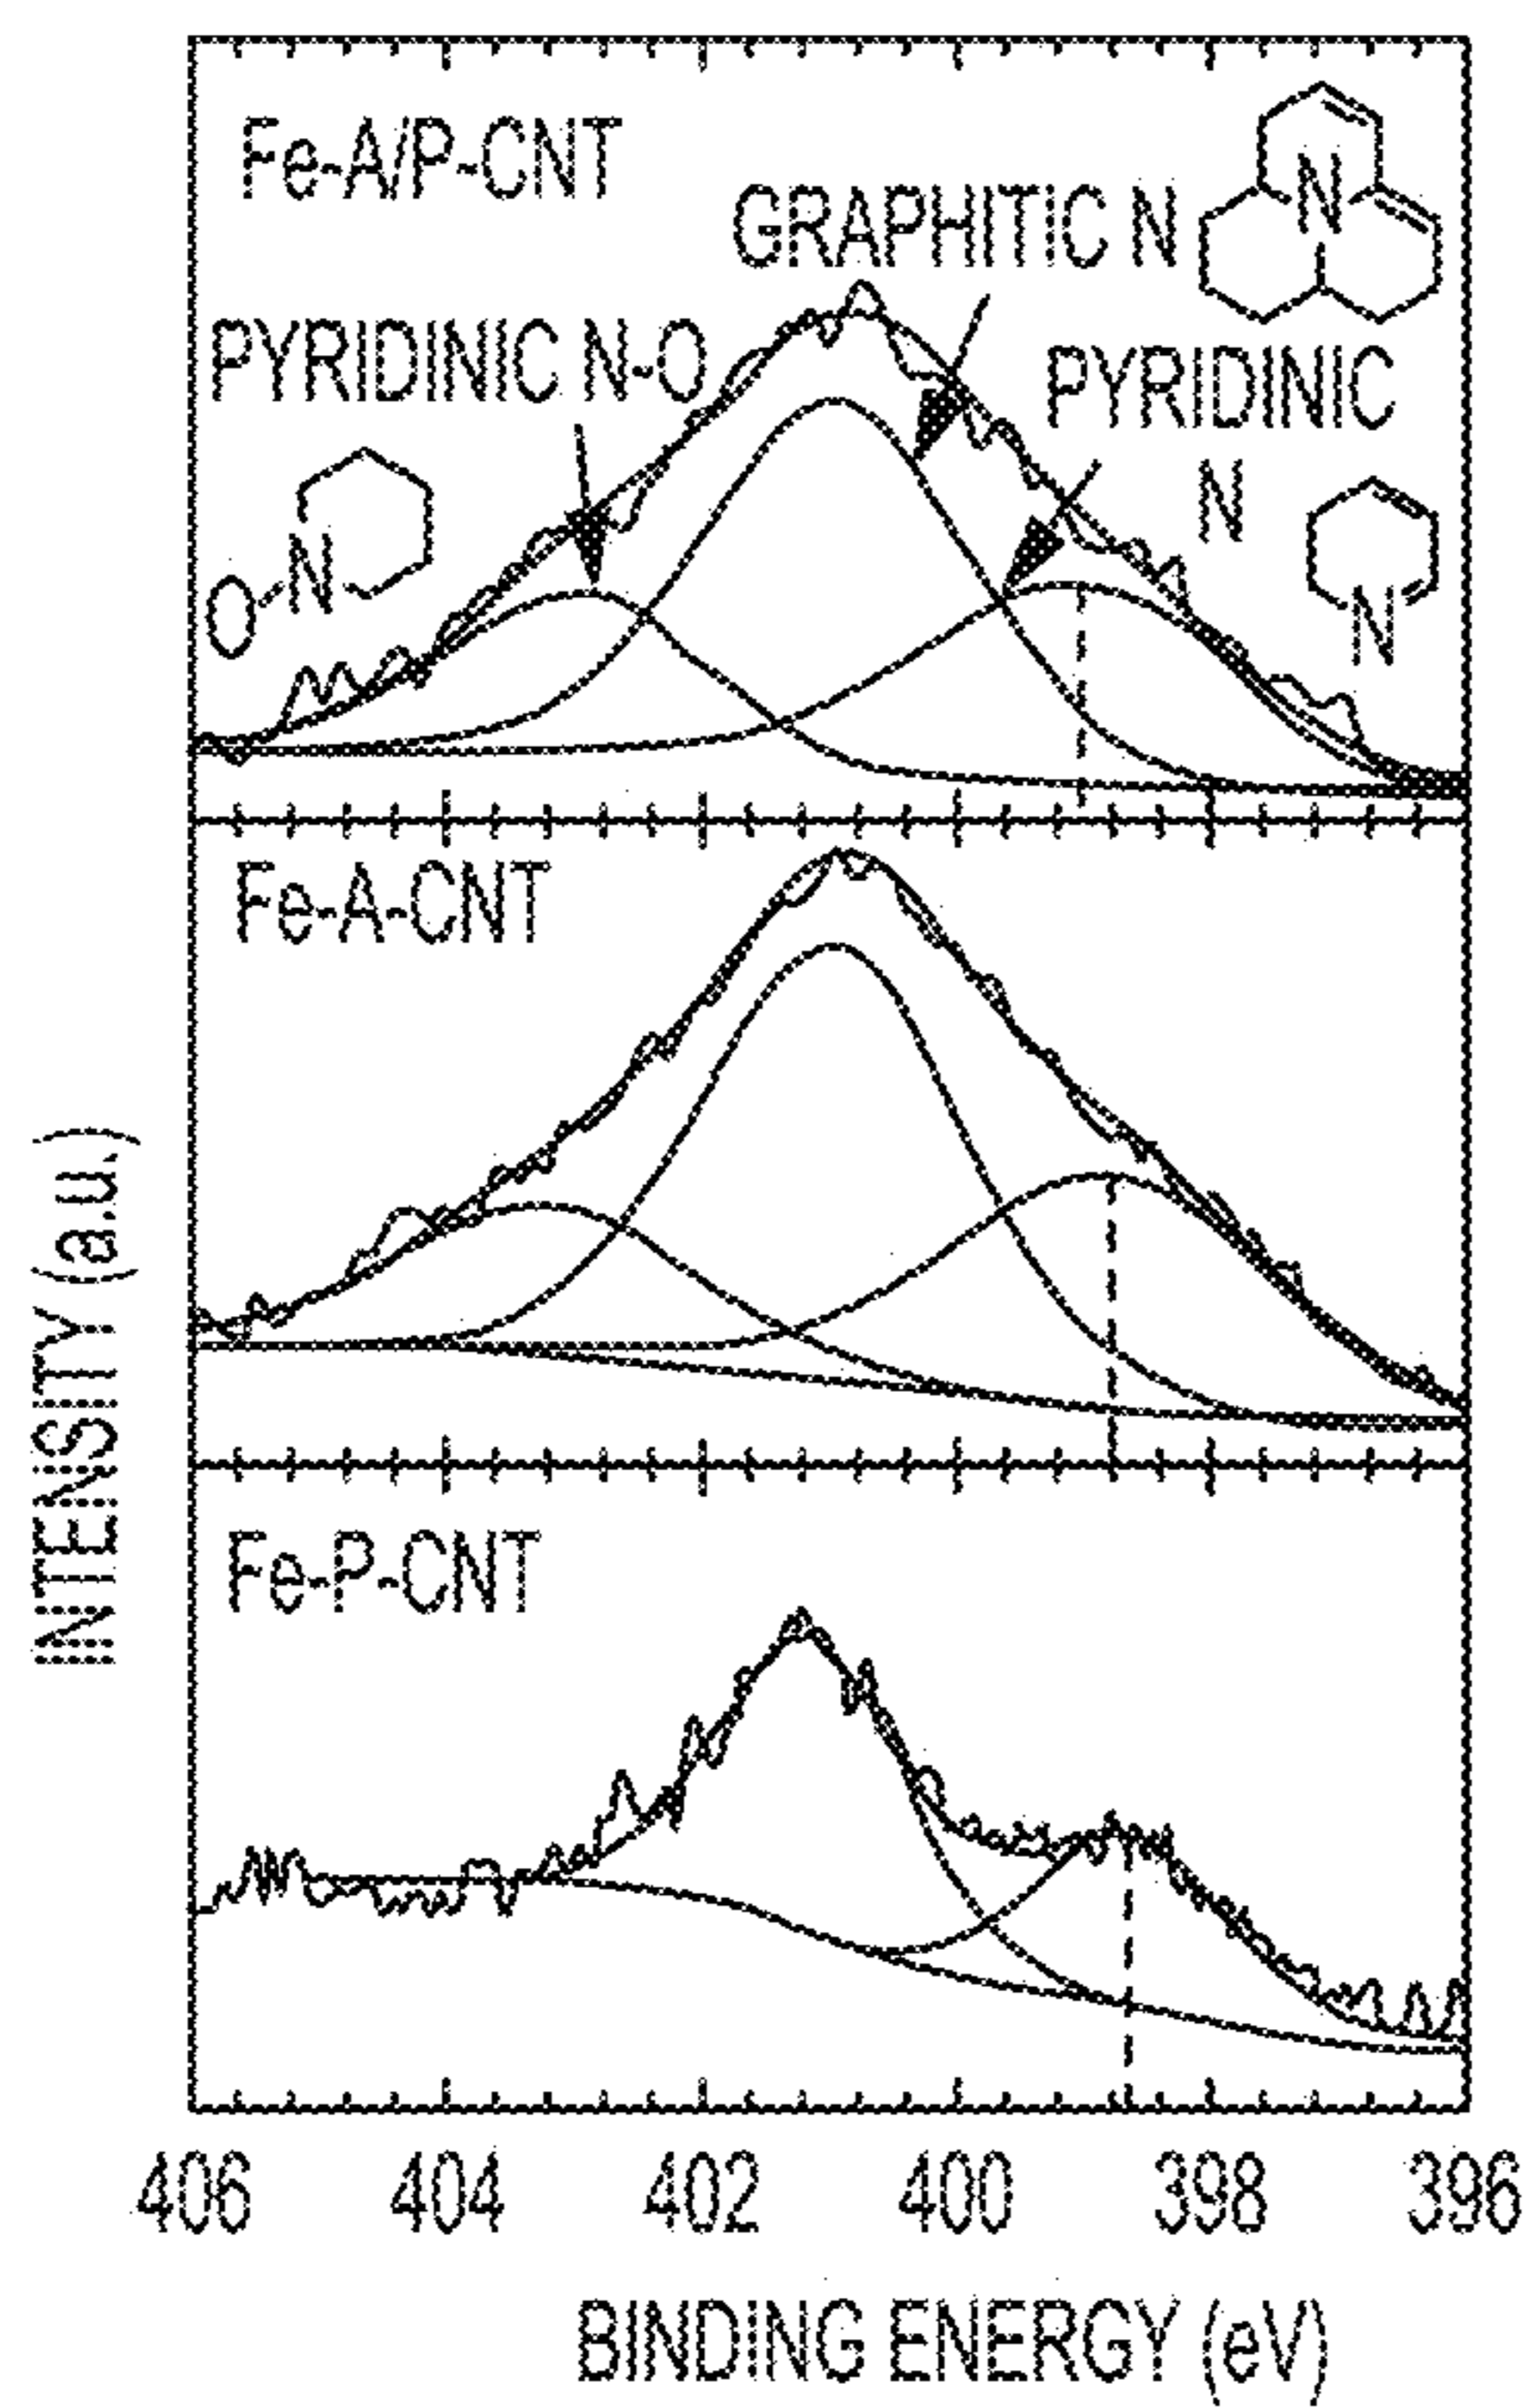 Fe-A/P-CNT
GRAPHITIC N
N
PYRIDINIC N-O
PYRIDINIC
N
O-N
N
Fe-A-CNT
Fe-P-CNT
INTENSITY (a.u.)
406 404 402 400 398 396
BINDING ENERGY (eV)